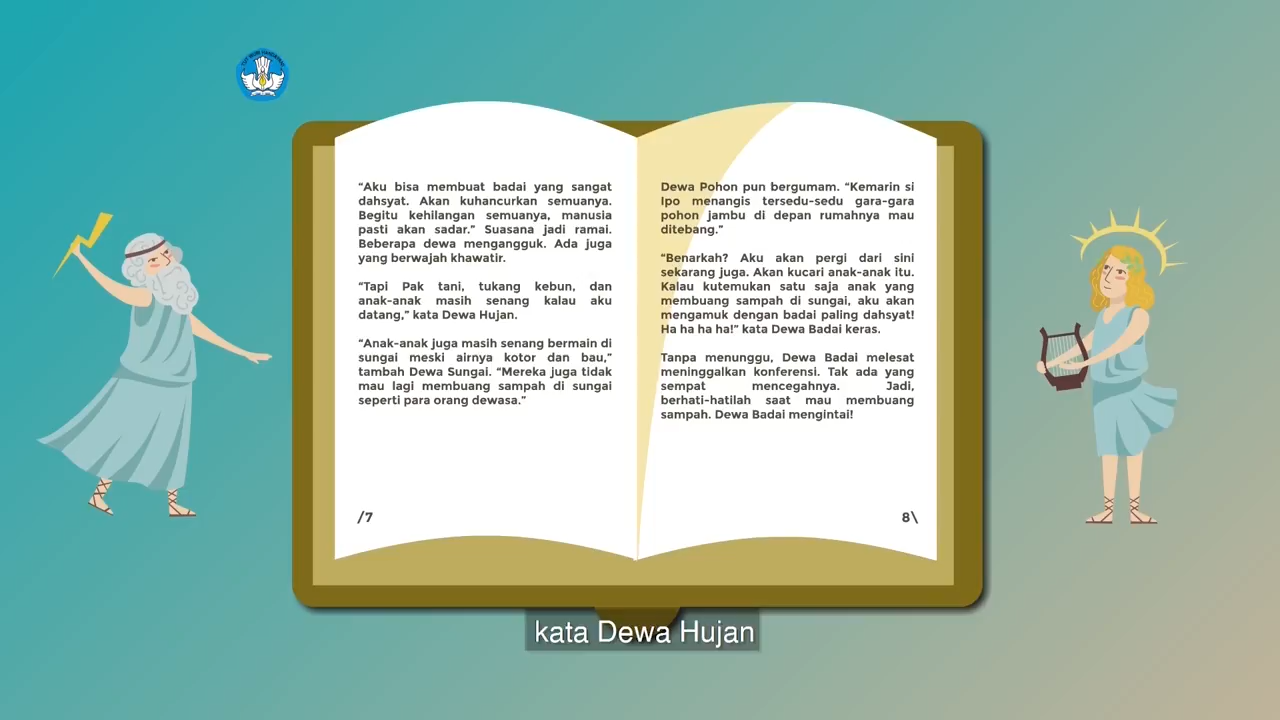 “Aku bisa membuat badai yang sangat
dahsyat. Akan kuhancurkan semuanya.
Begitu kehilangan semuanya, manusia
pasti akan sadar.” Suasana jadi ramai.
Beberapa dewa mengangguk. Ada juga
yang berwajah khawatir.
“Tapi Pak tani, tukang kebun, dan
anak-anak masih senang kalau aku
datang,” kata Dewa Hujan.
“Anak-anak juga masih senang bermain di
sungai meski airnya kotor dan bau,”
tambah Dewa Sungai. “Mereka juga tidak
mau lagi membuang sampah di sungai
seperti para orang dewasa.”
/7
Dewa Pohon pun bergumam. “Kemarin si
Ipo menangis tersedu-sedu gara-gara
pohon jambu di depan rumahnya mau
ditebang.”
“Benarkah? Aku akan pergi dari sini
sekarang juga. Akan kucari anak-anak itu.
Kalau kutemukan satu saja anak yang
membuang sampah di sungai, aku akan
mengamuk dengan badai paling dahsyat!
Ha ha ha ha!” kata Dewa Badai keras.
Tanpa menunggu, Dewa Badai melesat
meninggalkan konferensi. Tak ada yang
sempat mencegahnya. Jadi,
berhati-hatilah saat mau membuang
sampah. Dewa Badai mengintai!
8\
kata Dewa Hujan